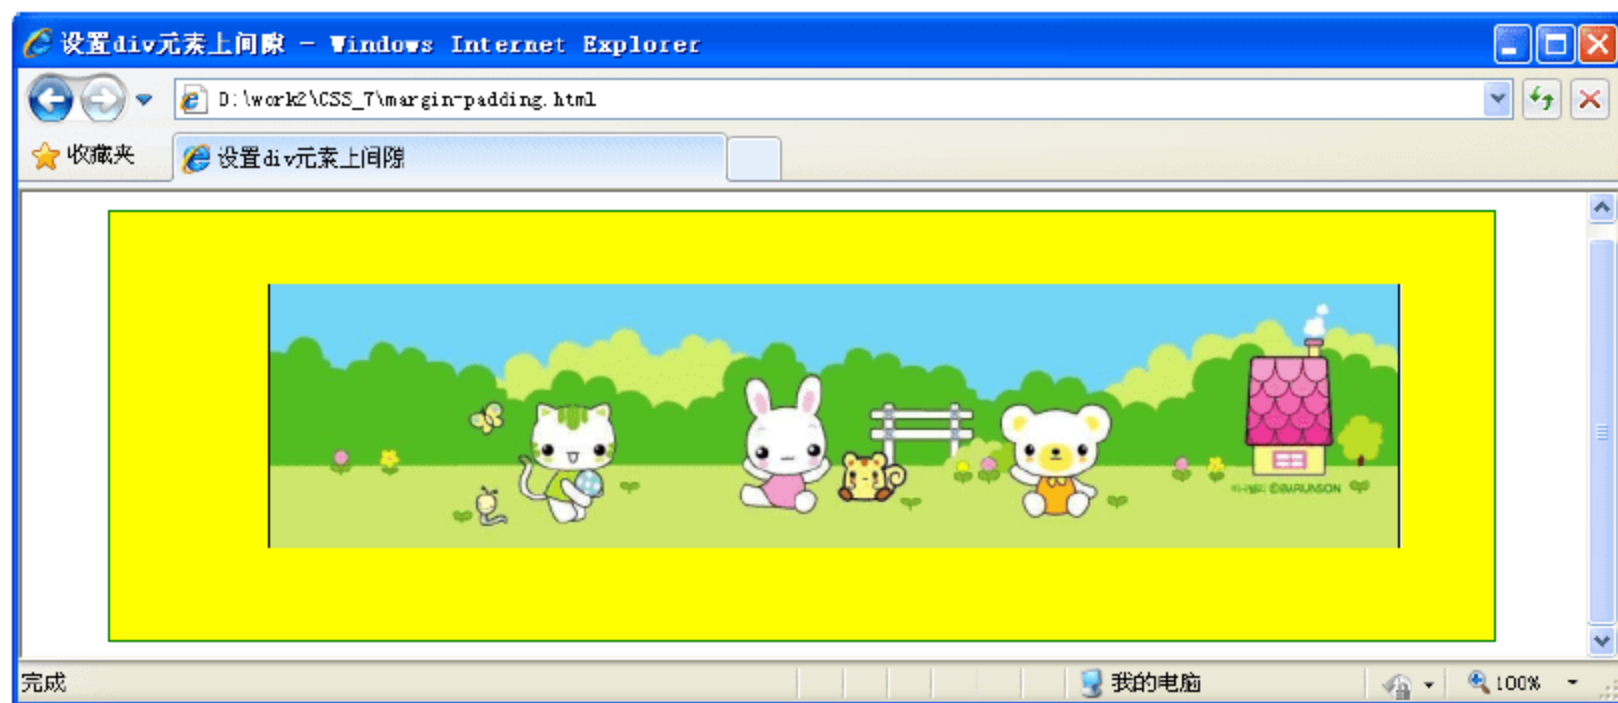 设置div元素上间隙 - Windows Internet Explorer
D:\work2\CSS_7\margin-padding.html
收藏夹
设置div元素上间隙
©BARUNSON
完成
我的电脑
100%